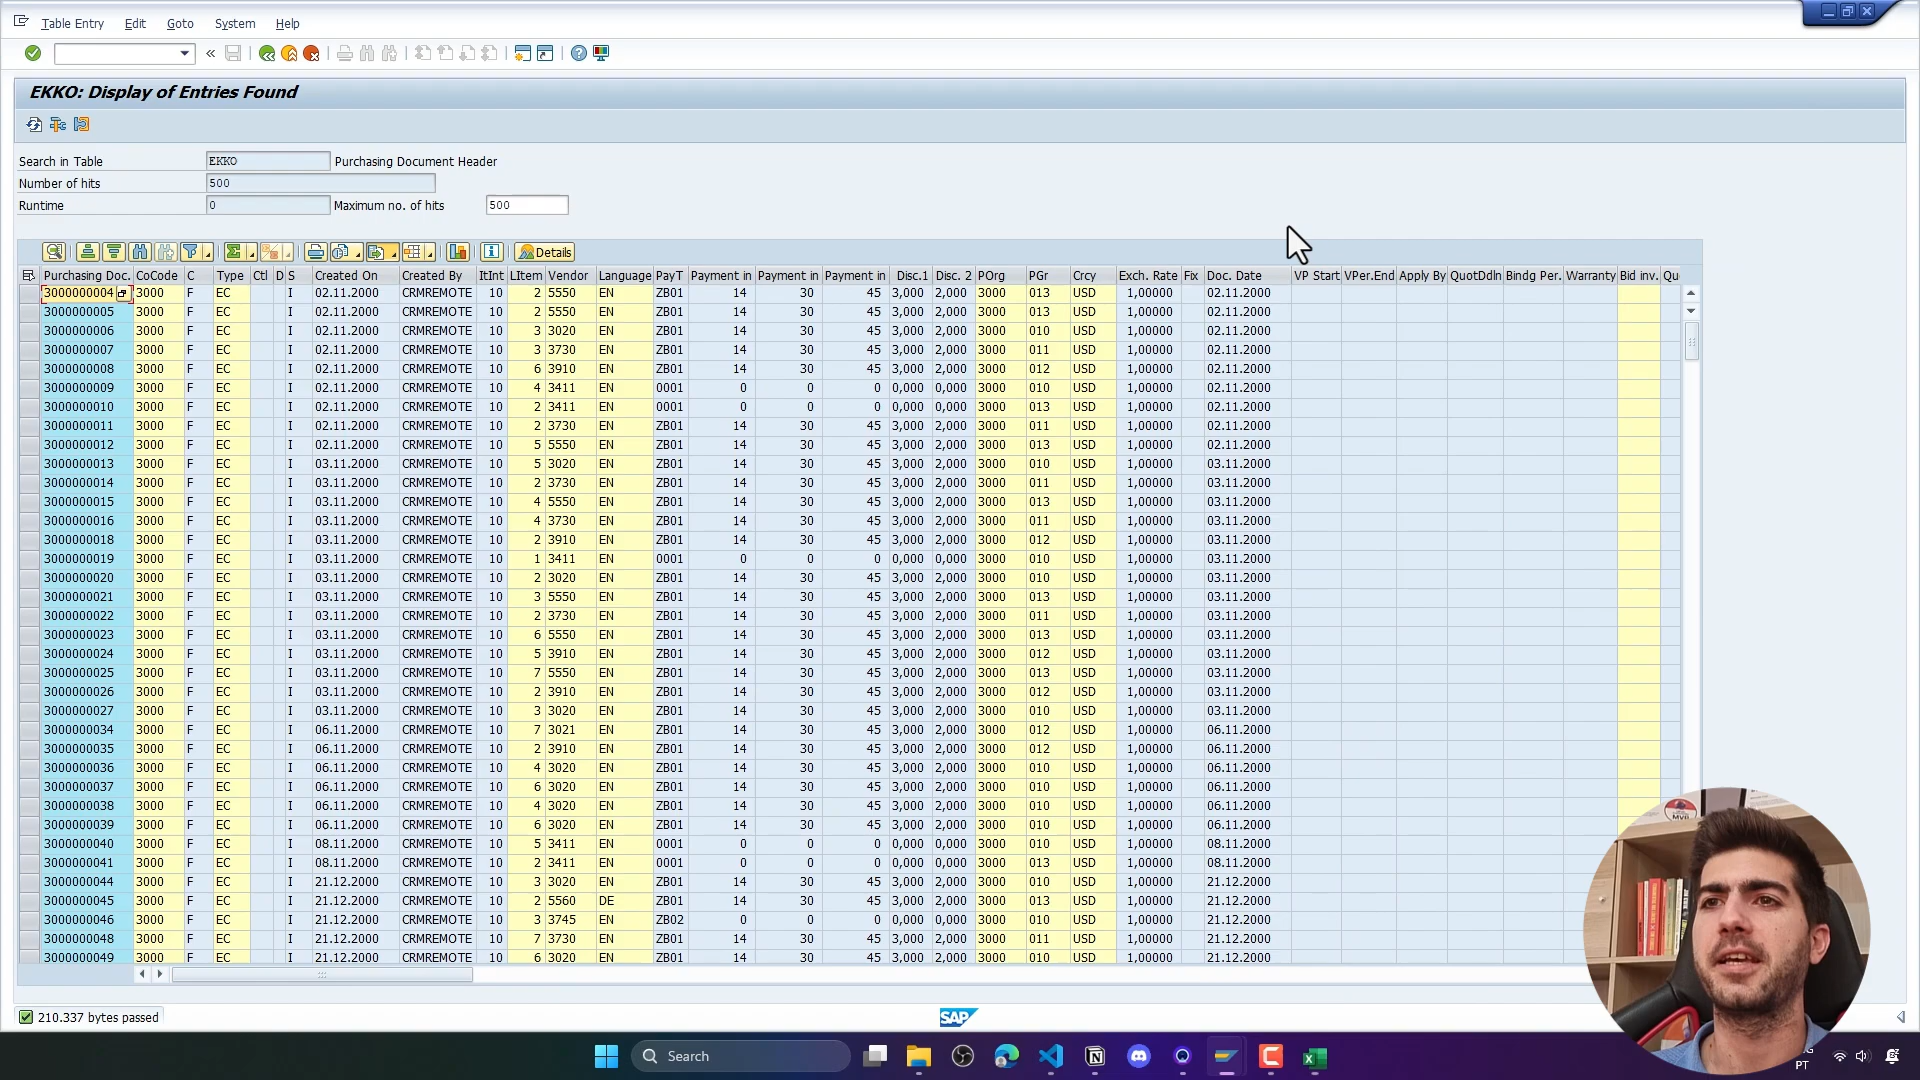 Table Entry Edit Goto System Help
EKKO: Display of Entries Found
Search in Table EKKO Purchasing Document Header
Number of hits 500
Runtime 0 Maximum no. of hits 500
Details
Purchasing Doc. CoCode C Type Ctl D S Created On Created By ItInt LItem Vendor Language PayT Payment in Payment in Payment in Disc.1 Disc. 2 POrg PGr Crcy Exch. Rate Fix Doc. Date VP Start VPer.End Apply By QuotDdln Bindg Per. Warranty Bid inv. Qu
3000000004 3000 F EC I 02.11.2000 CRMREMOTE 10 2 5550 EN ZB01 14 30 45 3,000 2,000 3000 013 USD 1,00000 02.11.2000
3000000005 3000 F EC I 02.11.2000 CRMREMOTE 10 2 5550 EN ZB01 14 30 45 3,000 2,000 3000 013 USD 1,00000 02.11.2000
3000000006 3000 F EC I 02.11.2000 CRMREMOTE 10 3 3020 EN ZB01 14 30 45 3,000 2,000 3000 010 USD 1,00000 02.11.2000
3000000007 3000 F EC I 02.11.2000 CRMREMOTE 10 3 3730 EN ZB01 14 30 45 3,000 2,000 3000 011 USD 1,00000 02.11.2000
3000000008 3000 F EC I 02.11.2000 CRMREMOTE 10 6 3910 EN ZB01 14 30 45 3,000 2,000 3000 012 USD 1,00000 02.11.2000
3000000009 3000 F EC I 02.11.2000 CRMREMOTE 10 4 3411 EN 0001 0 0 0 0,000 0,000 3000 010 USD 1,00000 02.11.2000
3000000010 3000 F EC I 02.11.2000 CRMREMOTE 10 2 3411 EN 0001 0 0 0 0,000 0,000 3000 013 USD 1,00000 02.11.2000
3000000011 3000 F EC I 02.11.2000 CRMREMOTE 10 2 3730 EN ZB01 14 30 45 3,000 2,000 3000 011 USD 1,00000 02.11.2000
3000000012 3000 F EC I 02.11.2000 CRMREMOTE 10 5 5550 EN ZB01 14 30 45 3,000 2,000 3000 013 USD 1,00000 02.11.2000
3000000013 3000 F EC I 03.11.2000 CRMREMOTE 10 5 3020 EN ZB01 14 30 45 3,000 2,000 3000 010 USD 1,00000 03.11.2000
3000000014 3000 F EC I 03.11.2000 CRMREMOTE 10 2 3730 EN ZB01 14 30 45 3,000 2,000 3000 011 USD 1,00000 03.11.2000
3000000015 3000 F EC I 03.11.2000 CRMREMOTE 10 4 5550 EN ZB01 14 30 45 3,000 2,000 3000 013 USD 1,00000 03.11.2000
3000000016 3000 F EC I 03.11.2000 CRMREMOTE 10 4 3730 EN ZB01 14 30 45 3,000 2,000 3000 011 USD 1,00000 03.11.2000
3000000018 3000 F EC I 03.11.2000 CRMREMOTE 10 2 3910 EN ZB01 14 30 45 3,000 2,000 3000 012 USD 1,00000 03.11.2000
3000000019 3000 F EC I 03.11.2000 CRMREMOTE 10 1 3411 EN 0001 0 0 0 0,000 0,000 3000 010 USD 1,00000 03.11.2000
3000000020 3000 F EC I 03.11.2000 CRMREMOTE 10 2 3020 EN ZB01 14 30 45 3,000 2,000 3000 010 USD 1,00000 03.11.2000
3000000021 3000 F EC I 03.11.2000 CRMREMOTE 10 3 5550 EN ZB01 14 30 45 3,000 2,000 3000 013 USD 1,00000 03.11.2000
3000000022 3000 F EC I 03.11.2000 CRMREMOTE 10 2 3730 EN ZB01 14 30 45 3,000 2,000 3000 011 USD 1,00000 03.11.2000
3000000023 3000 F EC I 03.11.2000 CRMREMOTE 10 6 5550 EN ZB01 14 30 45 3,000 2,000 3000 013 USD 1,00000 03.11.2000
3000000024 3000 F EC I 03.11.2000 CRMREMOTE 10 5 3910 EN ZB01 14 30 45 3,000 2,000 3000 012 USD 1,00000 03.11.2000
3000000025 3000 F EC I 03.11.2000 CRMREMOTE 10 7 5550 EN ZB01 14 30 45 3,000 2,000 3000 013 USD 1,00000 03.11.2000
3000000026 3000 F EC I 03.11.2000 CRMREMOTE 10 2 3910 EN ZB01 14 30 45 3,000 2,000 3000 012 USD 1,00000 03.11.2000
3000000027 3000 F EC I 03.11.2000 CRMREMOTE 10 3 3020 EN ZB01 14 30 45 3,000 2,000 3000 010 USD 1,00000 03.11.2000
3000000034 3000 F EC I 06.11.2000 CRMREMOTE 10 7 3021 EN ZB01 14 30 45 3,000 2,000 3000 012 USD 1,00000 06.11.2000
3000000035 3000 F EC I 06.11.2000 CRMREMOTE 10 2 3910 EN ZB01 14 30 45 3,000 2,000 3000 012 USD 1,00000 06.11.2000
3000000036 3000 F EC I 06.11.2000 CRMREMOTE 10 4 3020 EN ZB01 14 30 45 3,000 2,000 3000 010 USD 1,00000 06.11.2000
3000000037 3000 F EC I 06.11.2000 CRMREMOTE 10 6 3020 EN ZB01 14 30 45 3,000 2,000 3000 010 USD 1,00000 06.11.2000
3000000038 3000 F EC I 06.11.2000 CRMREMOTE 10 4 3020 EN ZB01 14 30 45 3,000 2,000 3000 010 USD 1,00000 06.11.2000
3000000039 3000 F EC I 06.11.2000 CRMREMOTE 10 6 3020 EN ZB01 14 30 45 3,000 2,000 3000 010 USD 1,00000 06.11.2000
3000000040 3000 F EC I 08.11.2000 CRMREMOTE 10 5 3411 EN 0001 0 0 0 0,000 0,000 3000 010 USD 1,00000 08.11.2000
3000000041 3000 F EC I 08.11.2000 CRMREMOTE 10 2 3411 EN 0001 0 0 0 0,000 0,000 3000 013 USD 1,00000 08.11.2000
3000000044 3000 F EC I 21.12.2000 CRMREMOTE 10 3 3020 EN ZB01 14 30 45 3,000 2,000 3000 010 USD 1,00000 21.12.2000
3000000045 3000 F EC I 21.12.2000 CRMREMOTE 10 2 5560 DE ZB01 14 30 45 3,000 2,000 3000 013 USD 1,00000 21.12.2000
3000000046 3000 F EC I 21.12.2000 CRMREMOTE 10 3 3745 EN ZB02 0 0 0 0,000 0,000 3000 010 USD 1,00000 21.12.2000
3000000048 3000 F EC I 21.12.2000 CRMREMOTE 10 7 3730 EN ZB01 14 30 45 3,000 2,000 3000 011 USD 1,00000 21.12.2000
3000000049 3000 F EC I 21.12.2000 CRMREMOTE 10 6 3020 EN ZB01 14 30 45 3,000 2,000 3000 010 USD 1,00000 21.12.2000
210.337 bytes passed
SAP
Search
PT